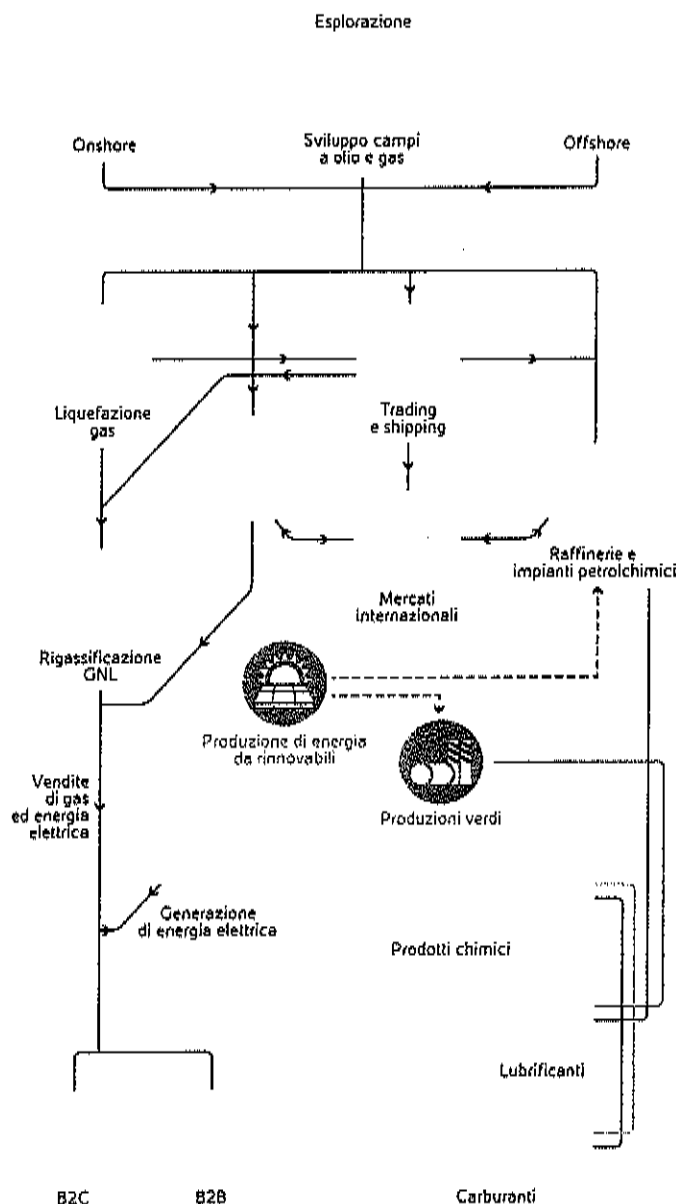 Esplorazione
Onshore
Sviluppo campi
a olio e gas
Offshore
Liquefazione
gas
Trading
e shipping
Raffinerie e
impianti petrolchimici
Mercati
internazionali
Rigassificazione
GNL
Produzione di energia
da rinnovabili
Vendite
di gas
ed energia
elettrica
Produzioni verdi
Generazione
di energia elettrica
Prodotti chimici
Lubrificanti
B2C
B2B
Carburanti